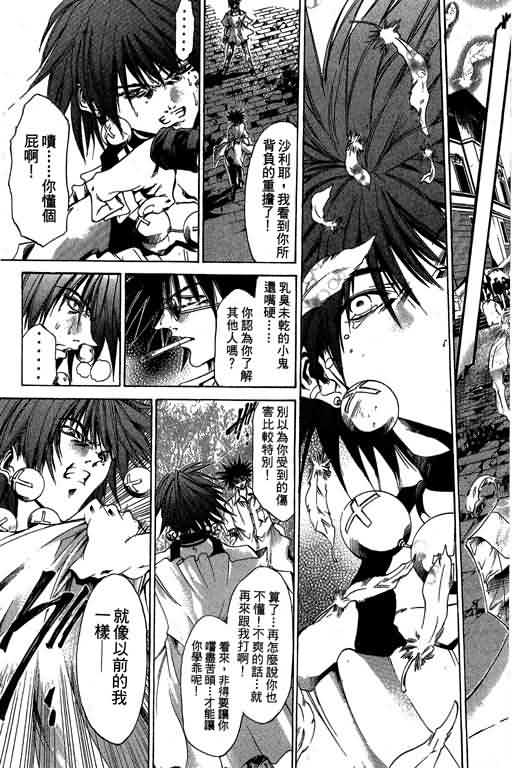 沙利耶，我看到你所
背負的重擔了！
……
嘖！你懂個
屁啊！
乳臭未乾的小鬼
還嘴硬……
你認為你了解
其他人嗎？
……
別以為你受到的傷
害比較特別！
算了…再怎麼說你也
不懂！不爽的話…就
再來跟我打啊！
看來，非得要讓你
嚐盡苦頭…才能讓
你學乖呢！
就像以前的我
一樣—